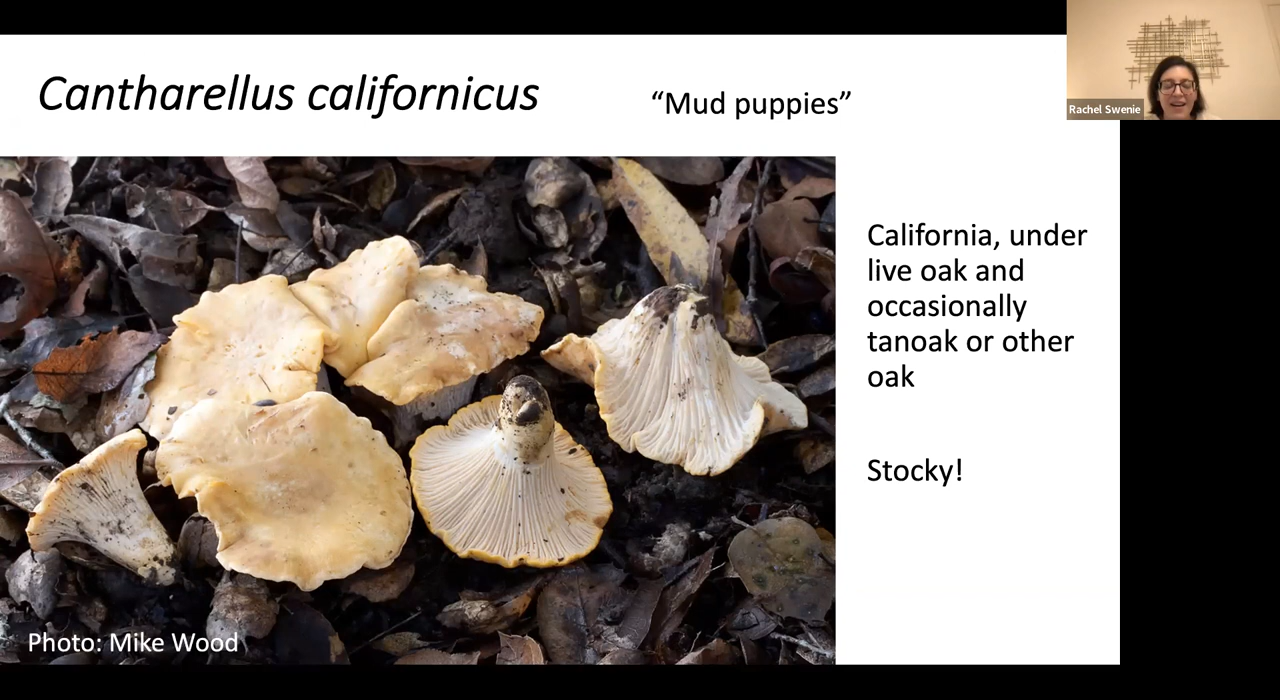 Cantharellus californicus
“Mud puppies”
Rachel Swenie
California, under
live oak and
occasionally
tanoak or other
oak
Stocky!
Photo: Mike Wood